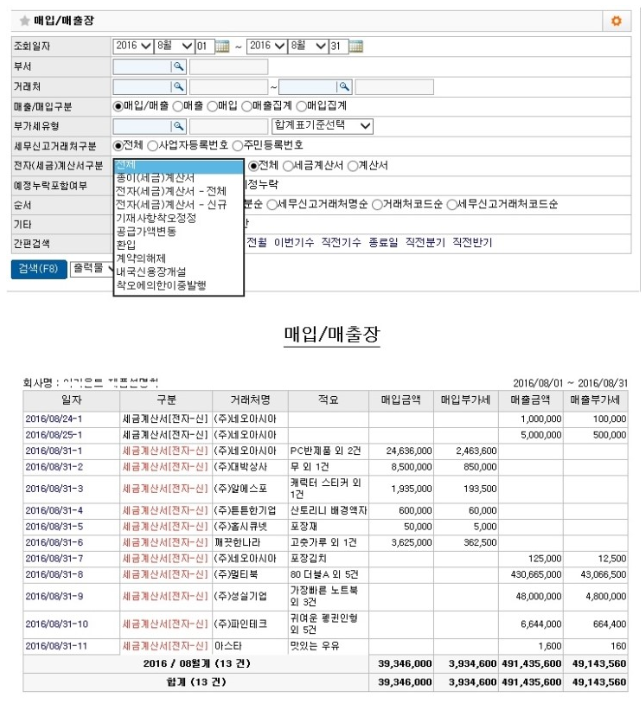 매입/매출장
조회일자 2016 8월 01 ~ 2016 8월 31
부서
거래처 ~
매출/매입구분 매입/매출 매출 매입 매출집계 매입집계
부가세유형 합계표기준선택
세무신고거래처구분 전체 사업자등록번호 주민등록번호
전자(세금)계산서구분 전체 전체 세금계산서 계산서
종이(세금)계산서
예정누락포함여부 전자(세금)계산서 - 전체 정누락
순서 전자(세금)계산서 - 신규 분순 세무신고거래처명순 거래처코드순 세무신고거래처코드순
기재사항착오정정
기타 공급가액변동
간편검색 환입 전월 이번기수 직전기수 종료일 직전분기 직전반기
계약의해제
검색(F8) 출력물 내국신용장개설
착오에의한이중발행
매입/매출장
회사명 : 2016/08/01 ~ 2016/08/31
일자 구분 거래처명 적요 매입금액 매입부가세 매출금액 매출부가세
2016/08/24-1 세금계산서[전자-신] (주)네오아시아 1,000,000 100,000
2016/08/25-1 세금계산서[전자-신] (주)네오아시아 5,000,000 500,000
2016/08/31-1 세금계산서[전자-신] (주)네오아시아 PC반제품 외 2건 24,636,000 2,463,600
2016/08/31-2 세금계산서[전자-신] (주)대박상사 무 외 1건 8,500,000 850,000
2016/08/31-3 세금계산서[전자-신] (주)알에스포 캐릭터 스티커 외 1건 1,935,000 193,500
2016/08/31-4 세금계산서[전자-신] (주)튼튼한기업 산토리니 배경액자 600,000 60,000
2016/08/31-5 세금계산서[전자-신] (주)홈시큐넷 포장재 50,000 5,000
2016/08/31-6 세금계산서[전자-신] 깨끗한나라 고춧가루 외 1건 3,625,000 362,500
2016/08/31-7 세금계산서[전자-신] (주)네오아시아 포장김치 125,000 12,500
2016/08/31-8 세금계산서[전자-신] (주)멀티북 80 더블A 외 5건 430,665,000 43,066,500
2016/08/31-9 세금계산서[전자-신] (주)성실기업 가장빠른 노트북 외 3건 48,000,000 4,800,000
2016/08/31-10 세금계산서[전자-신] (주)파인테크 귀여운 펭귄인형 외 5건 6,644,000 664,400
2016/08/31-11 세금계산서[전자-신] 아스타 맛있는 우유 1,600 160
2016 / 08월계 (13 건) 39,346,000 3,934,600 491,435,600 49,143,560
합계 (13 건) 39,346,000 3,934,600 491,435,600 49,143,560